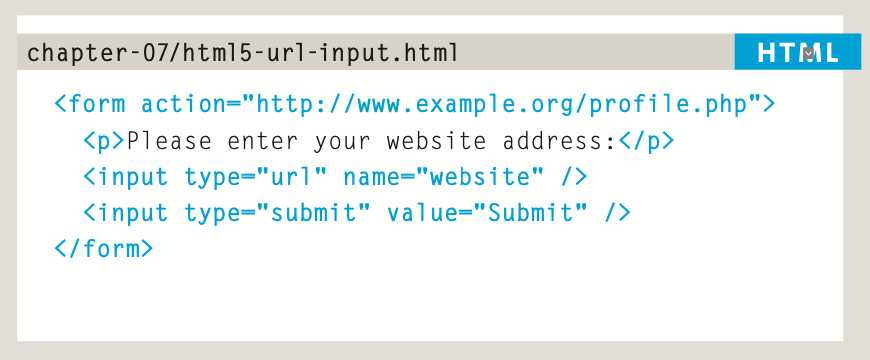 chapter-07/html5-url-input.html HTML
<form action="http://www.example.org/profile.php">
<p>Please enter your website address:</p>
<input type="url" name="website" />
<input type="submit" value="Submit" />
</form>